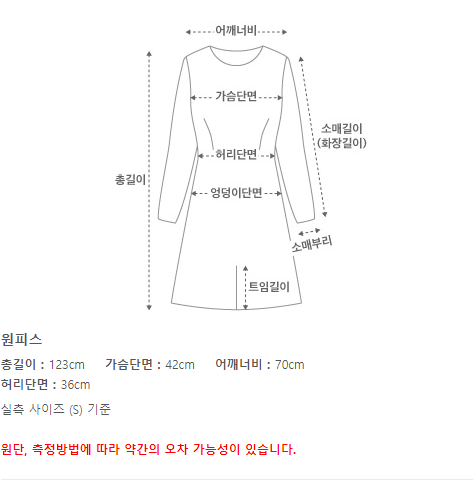 어깨너비
가슴단면
소매길이
(화장길이)
허리단면
총길이
엉덩이단면
소매부리
트임길이
원피스
총길이 : 123cm 가슴단면 : 42cm 어깨너비 : 70cm
허리단면 : 36cm
실측 사이즈 (S) 기준
원단, 측정방법에 따라 약간의 오차 가능성이 있습니다.